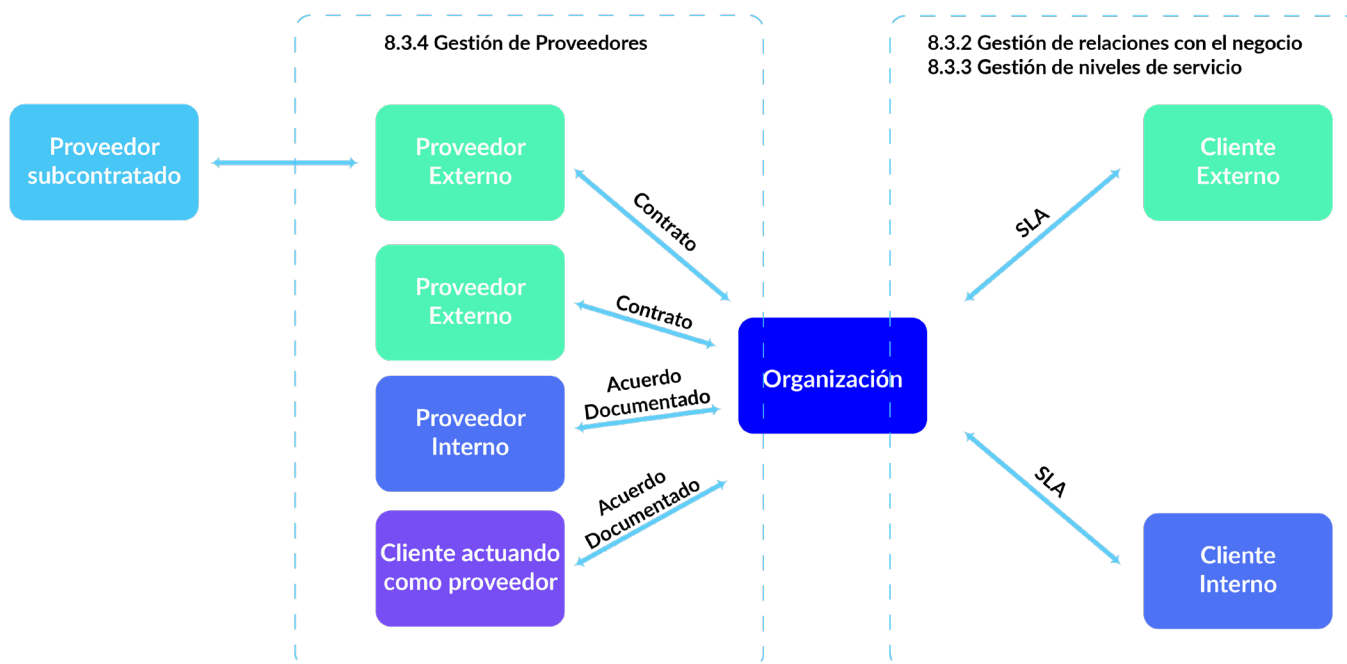 8.3.4 Gestión de Proveedores
8.3.2 Gestión de relaciones con el negocio
8.3.3 Gestión de niveles de servicio
Proveedor
subcontratado
Proveedor
Externo
Contrato
Proveedor
Externo
Contrato
Proveedor
Interno
Acuerdo
Documentado
Cliente actuando
como proveedor
Acuerdo
Documentado
Organización
SLA
Cliente
Externo
SLA
Cliente
Interno